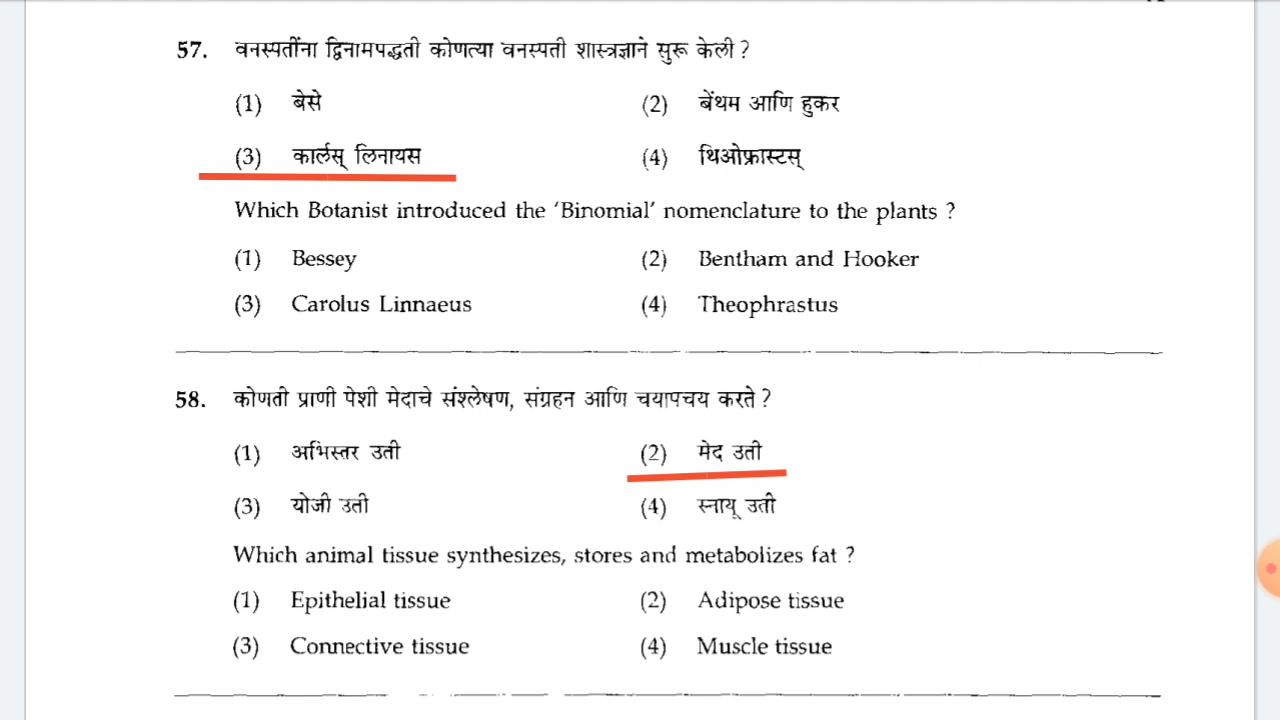 57. वनस्पतींना द्विनामपद्धती कोणत्या वनस्पती शास्त्रज्ञाने सुरू केली ?
(1) बेसे (2) बेंथम आणि हुकर
(3) कार्लस् लिनायस (4) थिओफ्रास्टस्
Which Botanist introduced the 'Binomial' nomenclature to the plants ?
(1) Bessey (2) Bentham and Hooker
(3) Carolus Linnaeus (4) Theophrastus
58. कोणती प्राणी पेशी मेदाचे संश्लेषण, संग्रहन आणि चयापचय करते ?
(1) अभिस्तर उती (2) मेद उती
(3) योजी उती (4) स्नायू उती
Which animal tissue synthesizes, stores and metabolizes fat ?
(1) Epithelial tissue (2) Adipose tissue
(3) Connective tissue (4) Muscle tissue